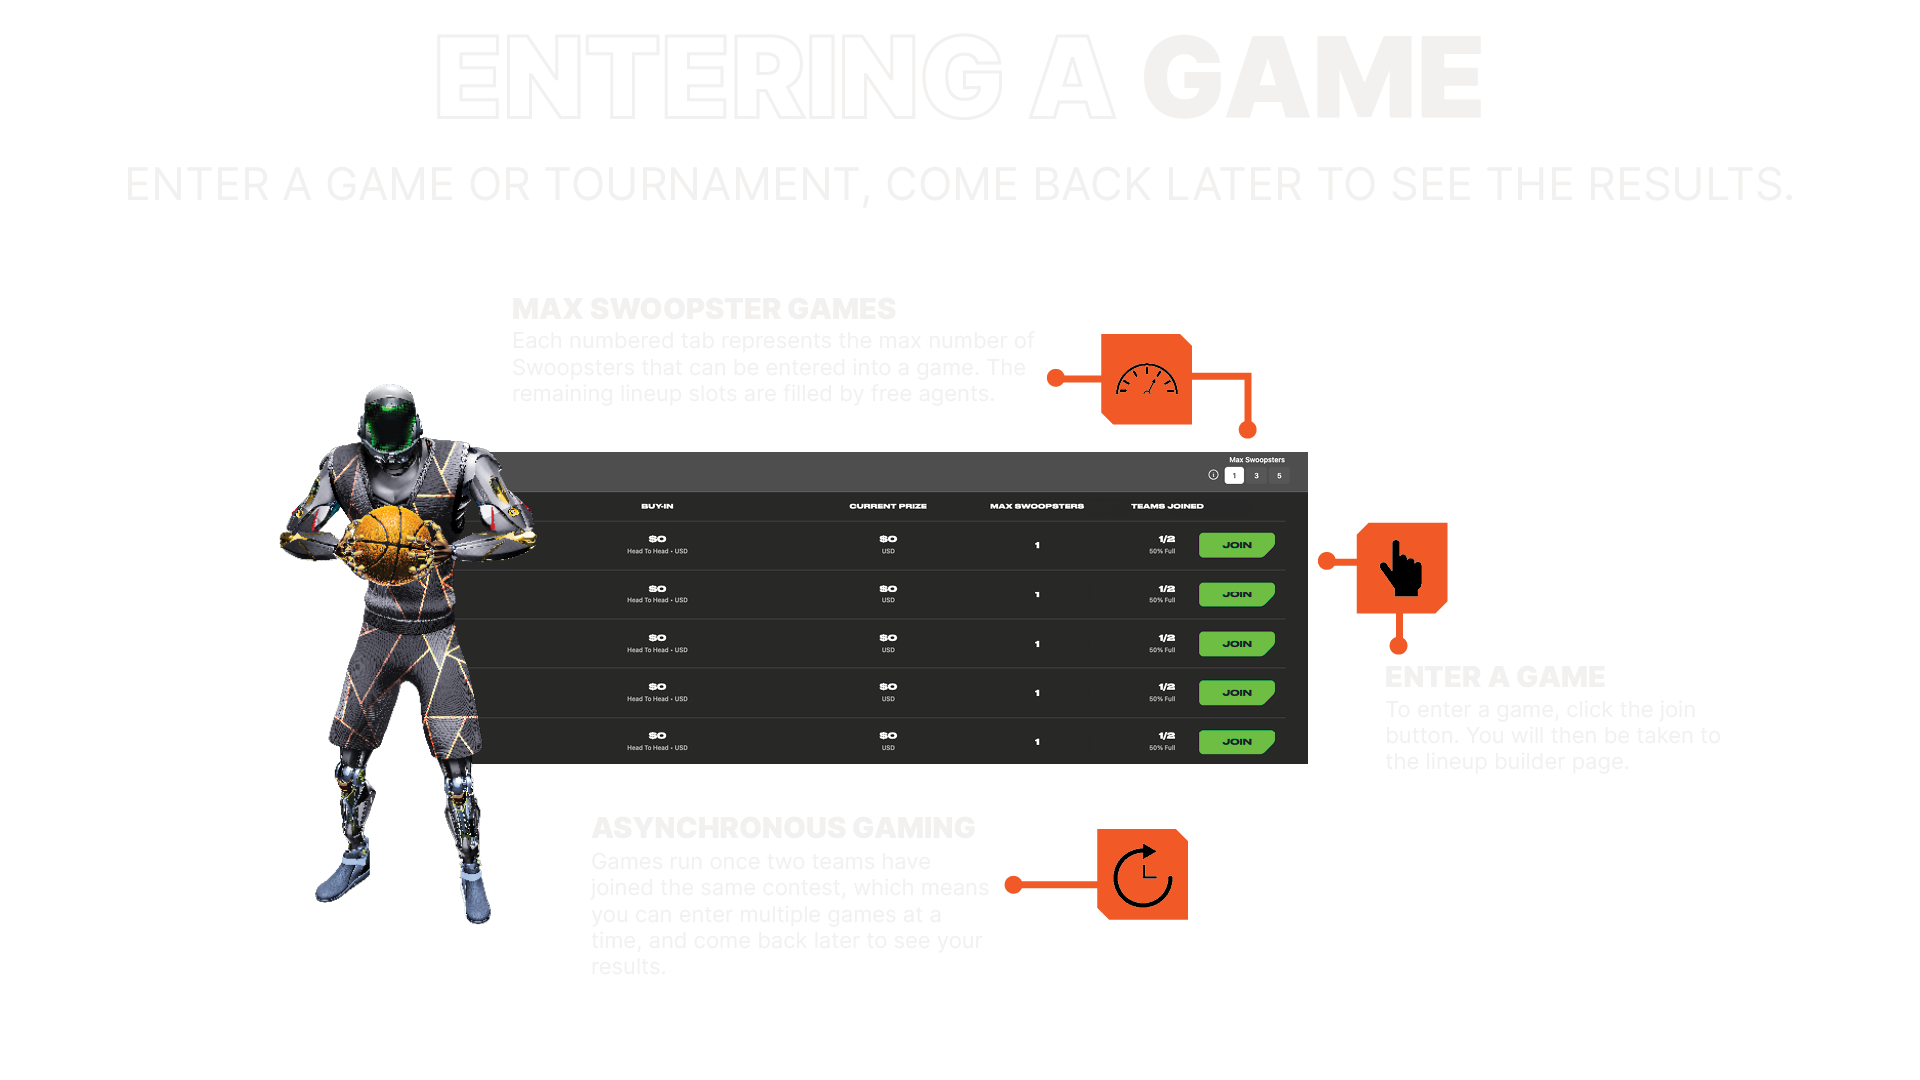 ENTERING A GAME
ENTER A GAME OR TOURNAMENT, COME BACK LATER TO SEE THE RESULTS.
MAX SWOOPSTER GAMES
Each numbered tab represents the max number of
Swoopsters that can be entered into a game. The
remaining lineup slots are filled by free agents.
Max Swoopsters
1 3 5
BUY-IN CURRENT PRIZE MAX SWOOPSTERS TEAMS JOINED
$0 $0 1 1/2 JOIN
Head To Head • USD USD 50% Full
$0 $0 1 1/2 JOIN
Head To Head • USD USD 50% Full
$0 $0 1 1/2 JOIN
Head To Head • USD USD 50% Full
$0 $0 1 1/2 JOIN
Head To Head • USD USD 50% Full
$0 $0 1 1/2 JOIN
Head To Head • USD USD 50% Full
ENTER A GAME
To enter a game, click the join
button. You will then be taken to
the lineup builder page.
ASYNCHRONOUS GAMING
Games run once two teams have
joined the same contest, which means
you can enter multiple games at a
time, and come back later to see your
results.